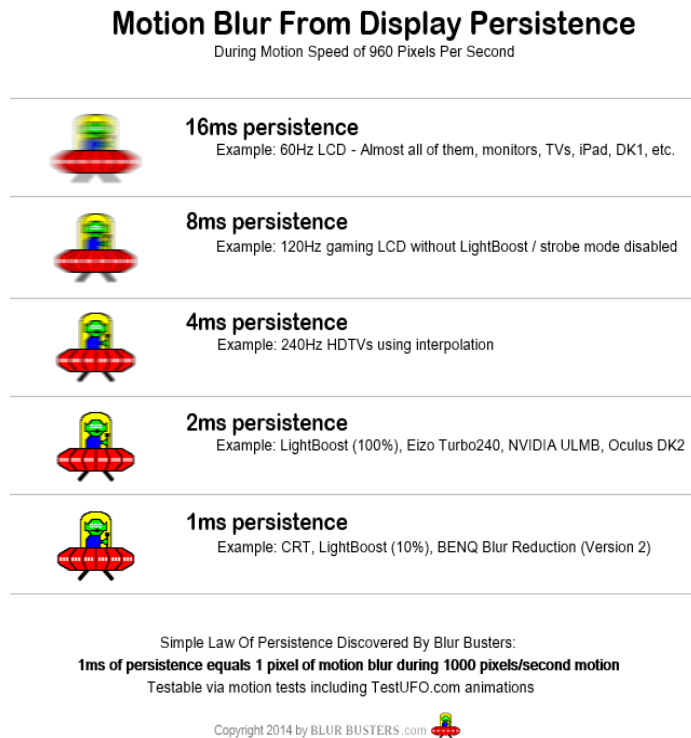 Motion Blur From Display Persistence
During Motion Speed of 960 Pixels Per Second
16ms persistence
Example: 60Hz LCD - Almost all of them, monitors, TVs, iPad, DK1, etc.
8ms persistence
Example: 120Hz gaming LCD without LightBoost / strobe mode disabled
4ms persistence
Example: 240Hz HDTVs using interpolation
2ms persistence
Example: LightBoost (100%), Eizo Turbo240, NVIDIA ULMB, Oculus DK2
1ms persistence
Example: CRT, LightBoost (10%), BENQ Blur Reduction (Version 2)
Simple Law Of Persistence Discovered By Blur Busters:
1ms of persistence equals 1 pixel of motion blur during 1000 pixels/second motion
Testable via motion tests including TestUFO.com animations
Copyright 2014 by BLUR BUSTERS.com